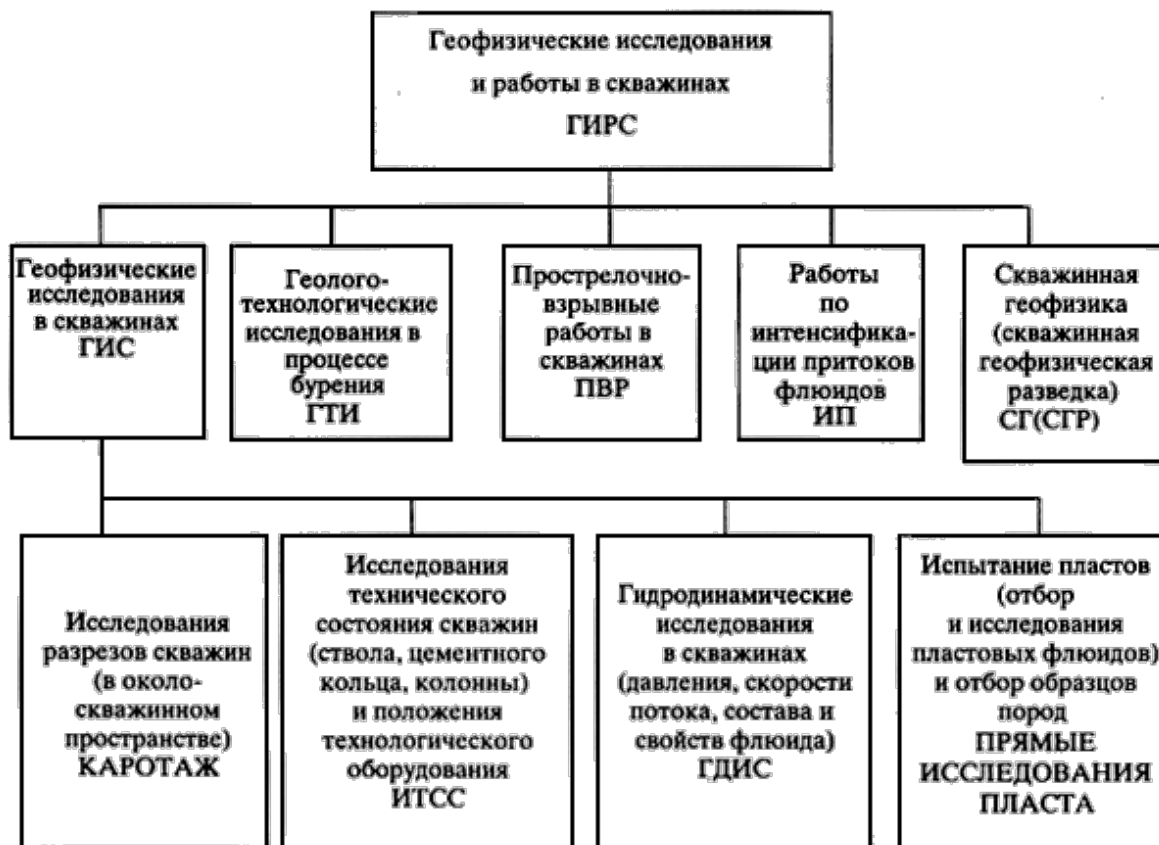 Геофизические исследования
и работы в скважинах
ГИРС
Геофизические
исследования
в скважинах
ГИС
Геолого-
технологические
исследования в
процессе
бурения
ГТИ
Прострелочно-
взрывные
работы в
скважинах
ПВР
Работы
по
интенсифика-
ции притоков
флюидов
ИП
Скважинная
геофизика
(скважинная
геофизическая
разведка)
СГ(СГР)
Исследования
разрезов скважин
(в около-
скважинном
пространстве)
КАРОТАЖ
Исследования
технического
состояния скважин
(ствола, цементного
кольца, колонны)
и положения
технологического
оборудования
ИТСС
Гидродинамические
исследования
в скважинах
(давления, скорости
потока, состава и
свойств флюида)
ГДИС
Испытание пластов
(отбор
и исследования
пластовых флюидов)
и отбор образцов
пород
ПРЯМЫЕ
ИССЛЕДОВАНИЯ
ПЛАСТА